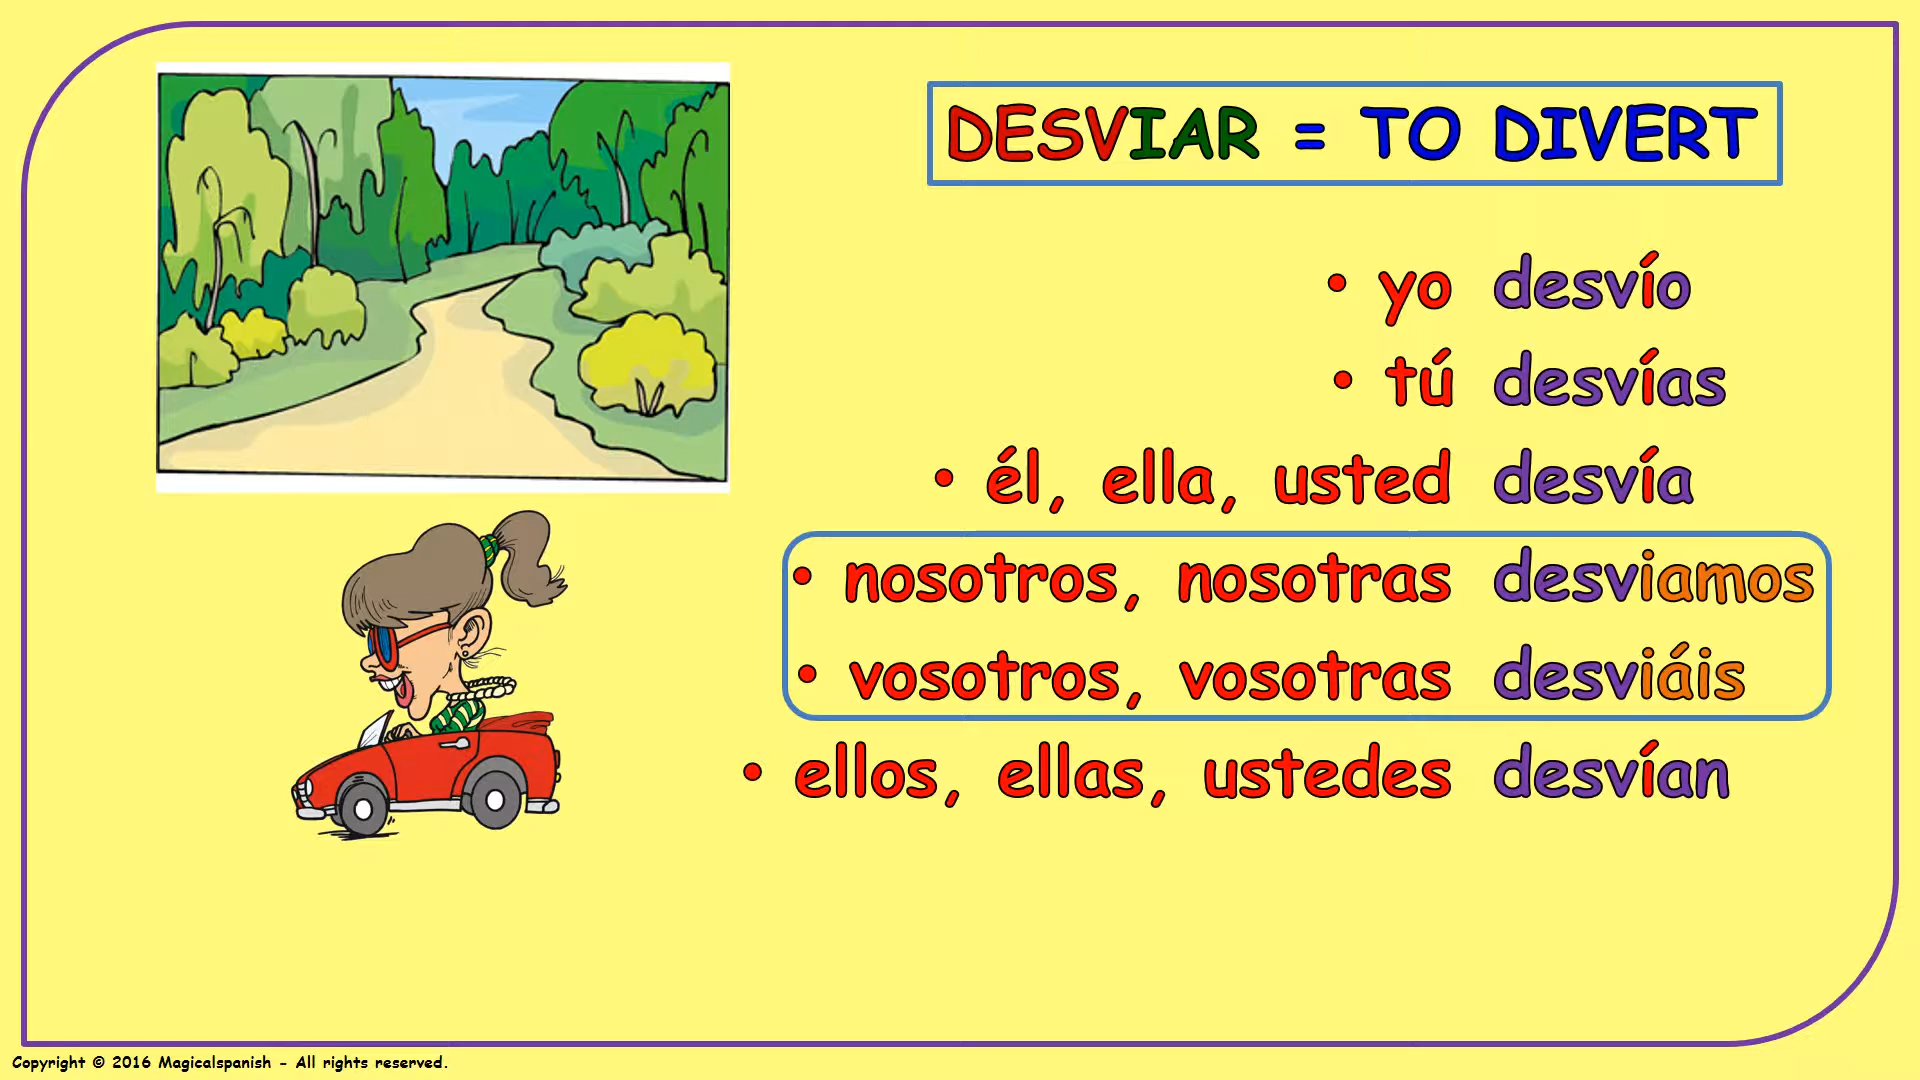 DESVIAR = TO DIVERT
• yo desvío
• tú desvías
• él, ella, usted desvía
• nosotros, nosotras desviamos
• vosotros, vosotras desviáis
• ellos, ellas, ustedes desvían
Copyright © 2016 Magicalspanish - All rights reserved.